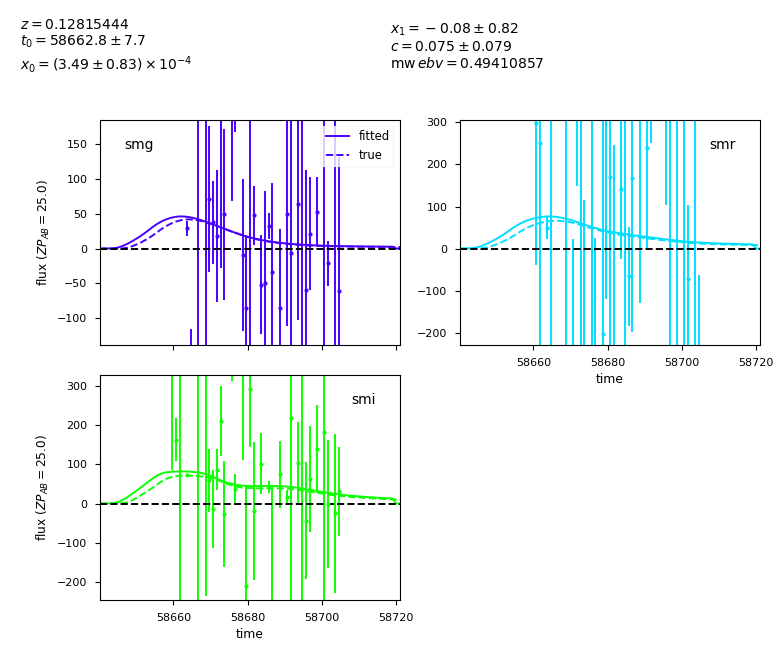 z = 0.12815444
t₀ = 58662.8 ± 7.7
x₀ = (3.49 ± 0.83) × 10⁻⁴
x₁ = −0.08 ± 0.82
c = 0.075 ± 0.079
mw ebv = 0.49410857
smg
fitted
true
150
100
50
0
−50
−100
flux (ZP_AB = 25.0)
smr
300
200
100
0
−100
−200
58660 58680 58700 58720
time
smi
300
200
100
0
−100
−200
flux (ZP_AB = 25.0)
58660 58680 58700 58720
time